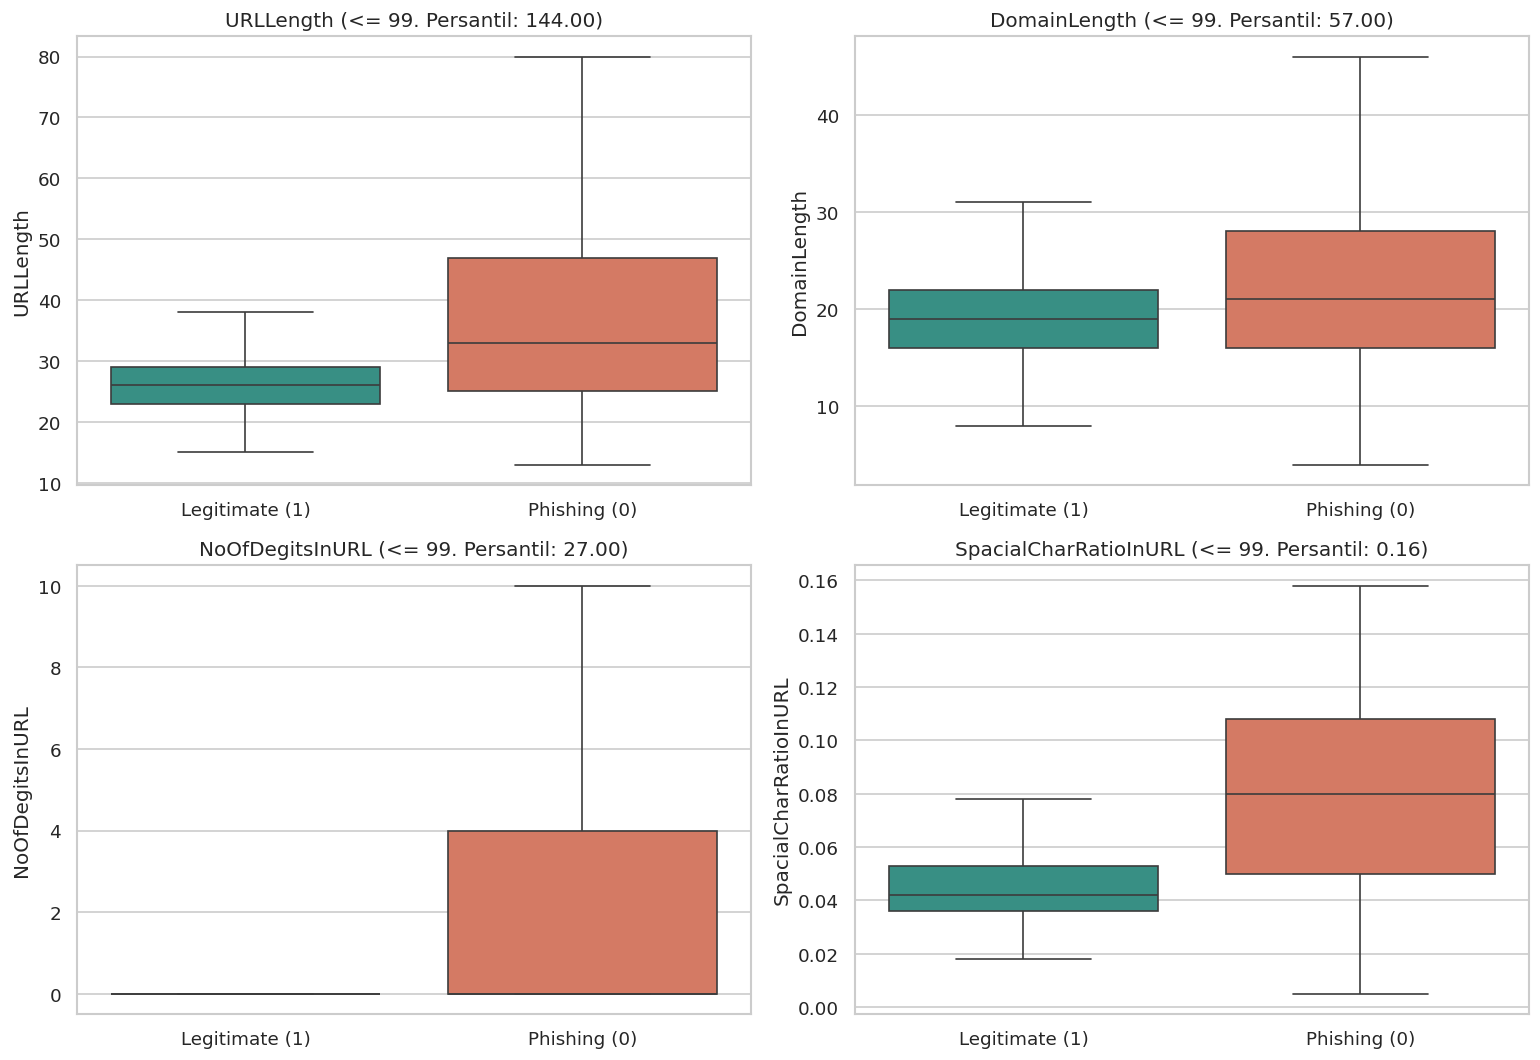 URLLength (<= 99. Persantil: 144.00)
URLLength
80
70
60
50
40
30
20
10
Legitimate (1)
Phishing (0)
DomainLength (<= 99. Persantil: 57.00)
DomainLength
40
30
20
10
Legitimate (1)
Phishing (0)
NoOfDegitsInURL (<= 99. Persantil: 27.00)
NoOfDegitsInURL
10
8
6
4
2
0
Legitimate (1)
Phishing (0)
SpacialCharRatioInURL (<= 99. Persantil: 0.16)
SpacialCharRatioInURL
0.16
0.14
0.12
0.10
0.08
0.06
0.04
0.02
0.00
Legitimate (1)
Phishing (0)